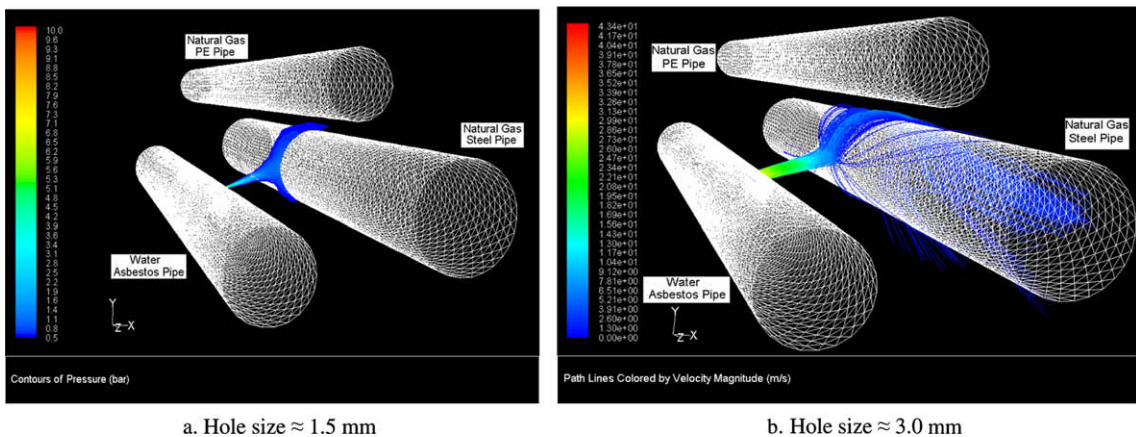 10.0
9.6
9.3
9.1
8.8
8.5
8.1
7.8
7.5
7.1
6.8
6.5
6.2
5.9
5.6
5.3
5.1
4.8
4.5
4.2
3.9
3.6
3.4
3.1
2.8
2.5
2.2
1.9
1.6
1.4
1.1
0.8
0.5
Natural Gas
PE Pipe
Natural Gas
Steel Pipe
Water
Asbestos Pipe
Y
Z X
Contours of Pressure (bar)
a. Hole size ≈ 1.5 mm
4.34e+01
4.17e+01
4.04e+01
3.91e+01
3.78e+01
3.65e+01
3.52e+01
3.39e+01
3.26e+01
3.13e+01
2.99e+01
2.86e+01
2.73e+01
2.60e+01
2.47e+01
2.34e+01
2.21e+01
2.08e+01
1.95e+01
1.82e+01
1.69e+01
1.56e+01
1.43e+01
1.30e+01
1.17e+01
1.04e+01
9.12e+00
7.81e+00
6.51e+00
5.21e+00
3.91e+00
2.60e+00
1.30e+00
0.00e+00
Natural Gas
PE Pipe
Natural Gas
Steel Pipe
Water
Asbestos Pipe
Y
Z X
Path Lines Colored by Velocity Magnitude (m/s)
b. Hole size ≈ 3.0 mm